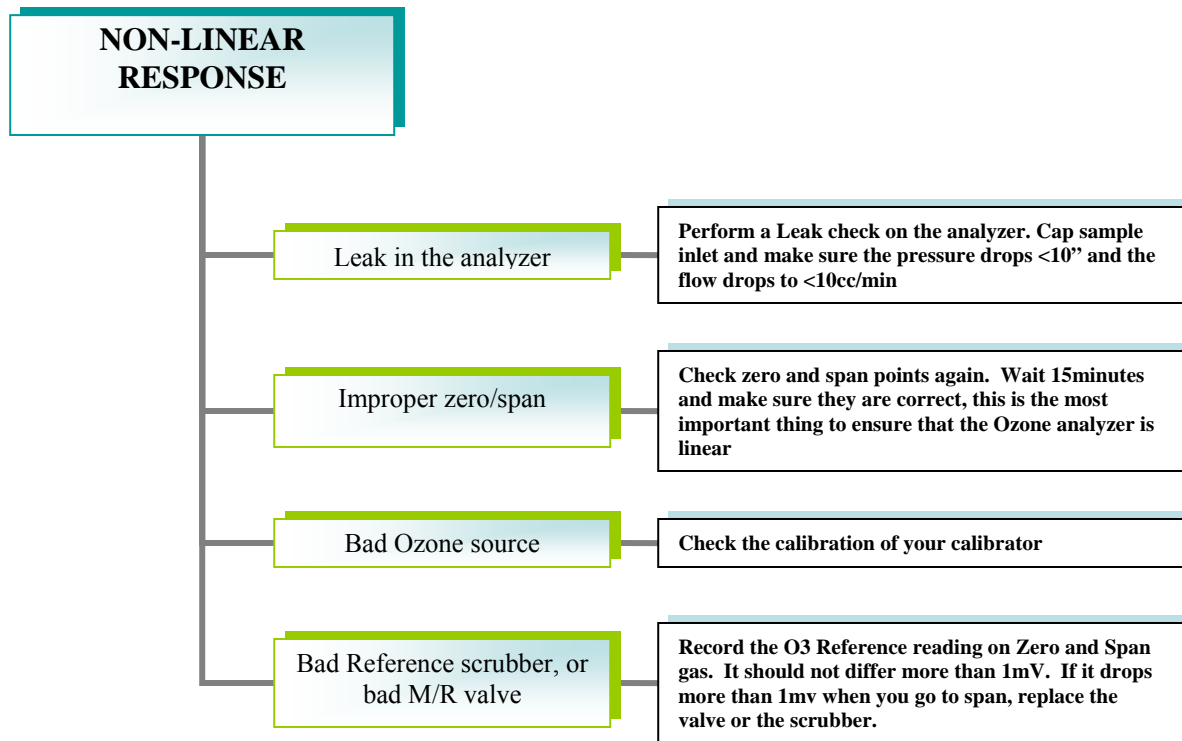 NON-LINEAR
RESPONSE
Leak in the analyzer
Perform a Leak check on the analyzer. Cap sample
inlet and make sure the pressure drops <10” and the
flow drops to <10cc/min
Improper zero/span
Check zero and span points again.  Wait 15minutes
and make sure they are correct, this is the most
important thing to ensure that the Ozone analyzer is
linear
Bad Ozone source
Check the calibration of your calibrator
Bad Reference scrubber, or
bad M/R valve
Record the O3 Reference reading on Zero and Span
gas.  It should not differ more than 1mV.  If it drops
more than 1mv when you go to span, replace the
valve or the scrubber.